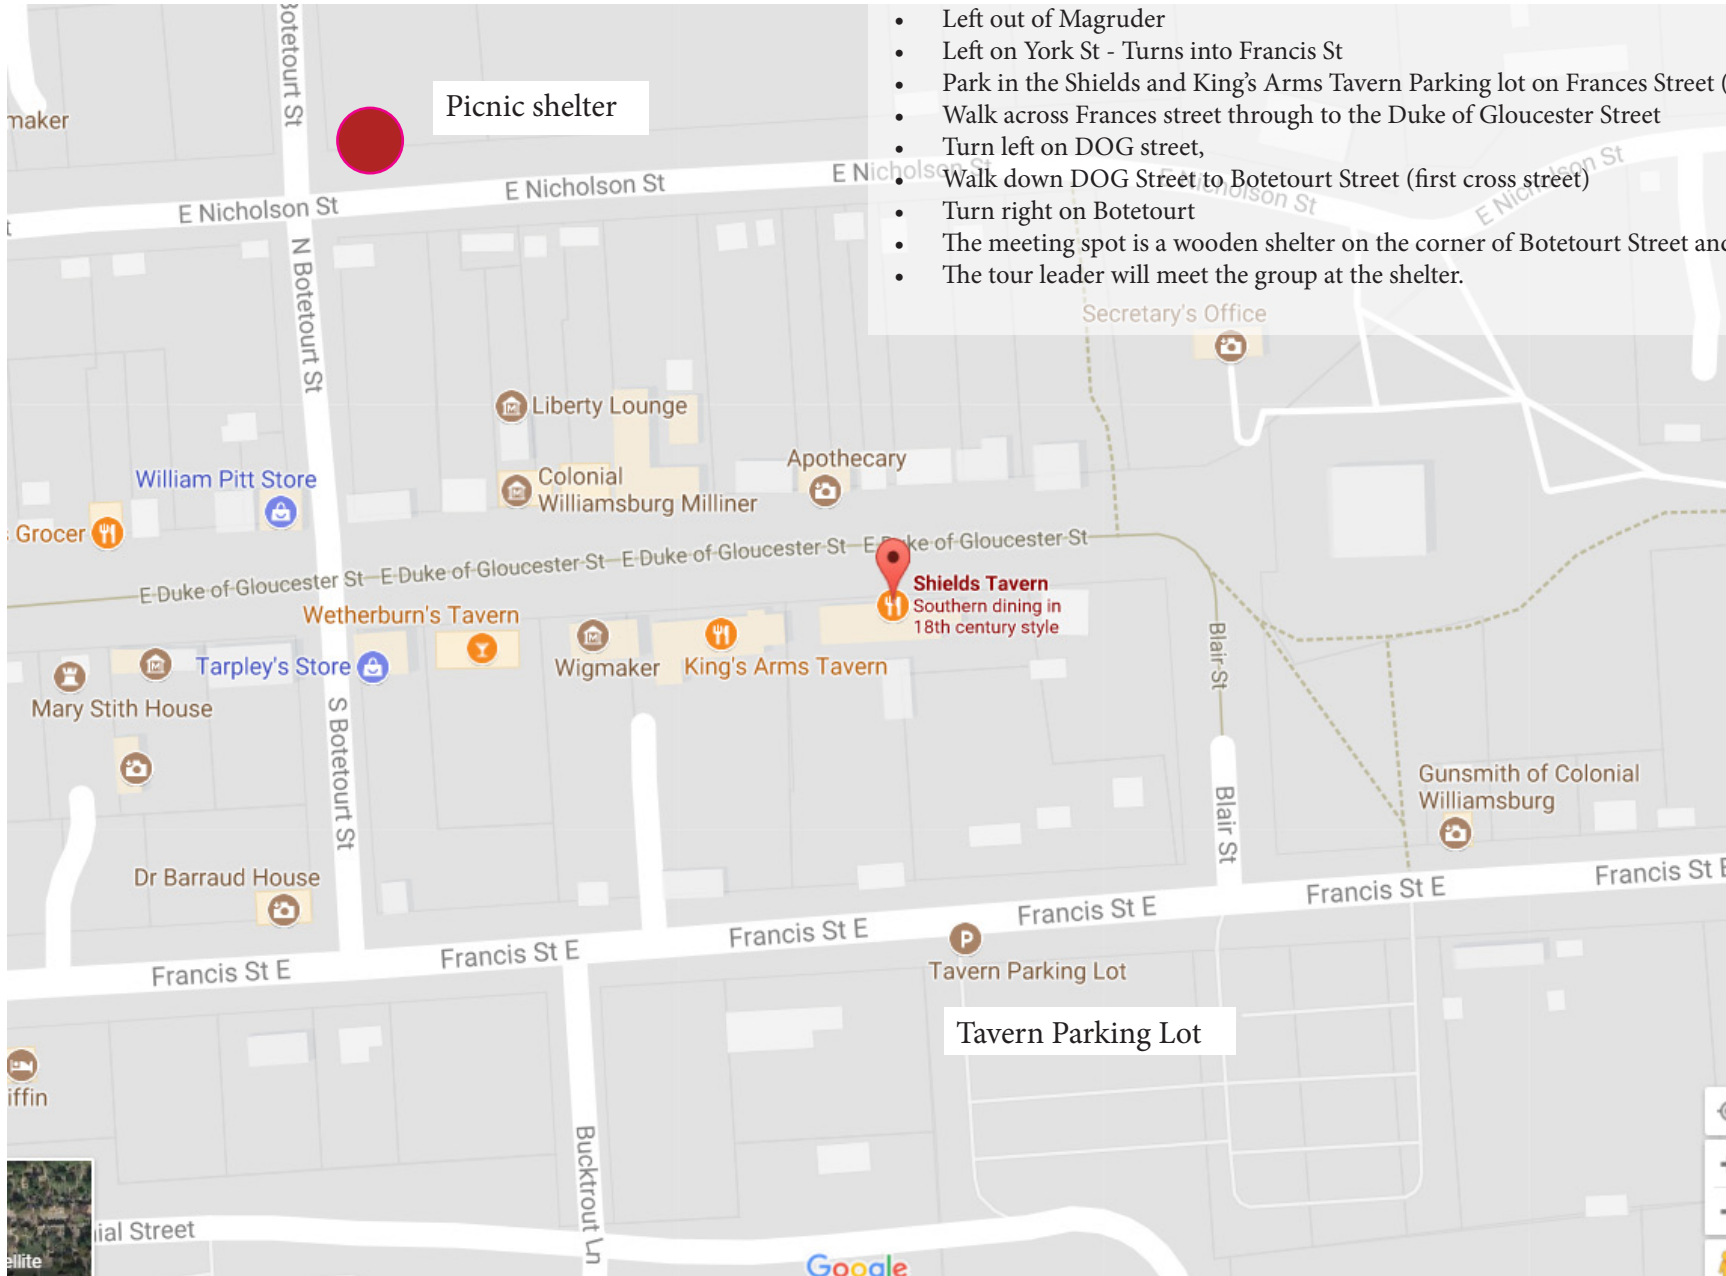 • Left out of Magruder
• Left on York St - Turns into Francis St
• Park in the Shields and King's Arms Tavern Parking lot on Frances Street (
• Walk across Frances street through to the Duke of Gloucester Street
• Turn left on DOG street,
• Walk down DOG Street to Botetourt Street (first cross street)
• Turn right on Botetourt
• The meeting spot is a wooden shelter on the corner of Botetourt Street and
• The tour leader will meet the group at the shelter.
Botetourt St
Picnic shelter
maker
E Nicholson St
E Nicholson St
E Nicholson St
E Nicholson St
E Nicholson St
N Botetourt St
Secretary's Office
Liberty Lounge
William Pitt Store
Colonial
Williamsburg Milliner
Apothecary
Grocer
E Duke of Gloucester St
E Duke of Gloucester St
E Duke of Gloucester St
E Duke of Gloucester St
Shields Tavern
Southern dining in
18th century style
Wetherburn's Tavern
Tarpley's Store
Wigmaker
King's Arms Tavern
Mary Stith House
S Botetourt St
Blair St
Blair St
Gunsmith of Colonial
Williamsburg
Dr Barraud House
Francis St E
Francis St E
Francis St E
Francis St E
Francis St E
Francis St E
P
Tavern Parking Lot
Tavern Parking Lot
iffin
Bucktrout Ln
ial Street
ellite
Google